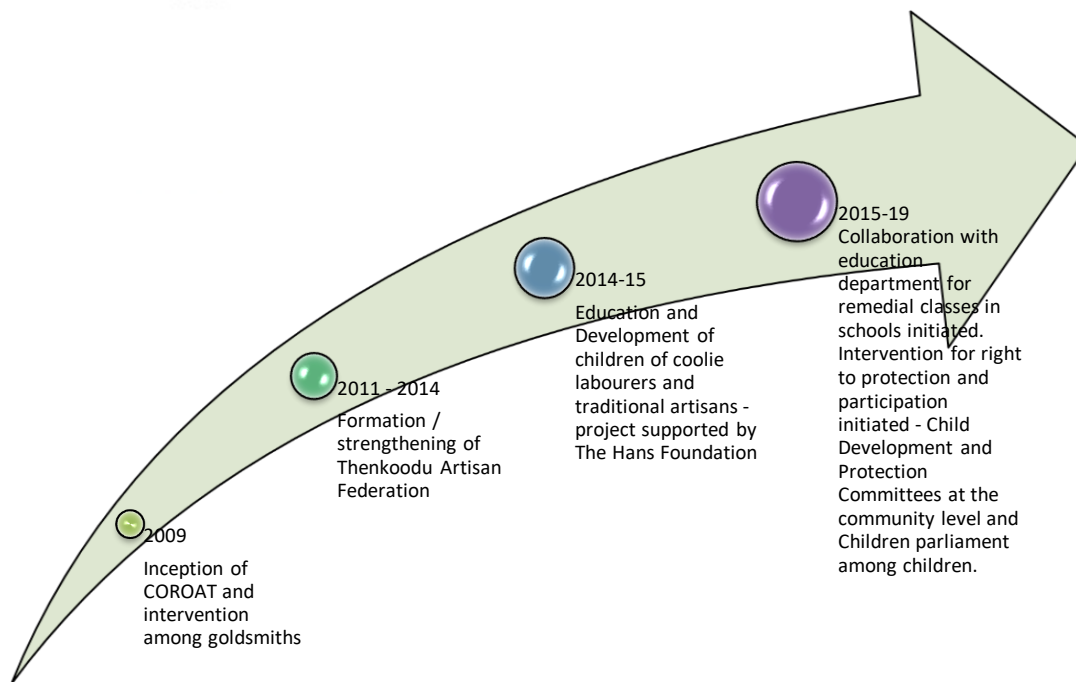 2009
Inception of
COROAT and
intervention
among goldsmiths
2011 - 2014
Formation /
strengthening of
Thenkoodu Artisan
Federation
2014-15
Education and
Development of
children of coolie
labourers and
traditional artisans -
project supported by
The Hans Foundation
2015-19
Collaboration with
education
department for
remedial classes in
schools initiated.
Intervention for right
to protection and
participation
initiated - Child
Development and
Protection
Committees at the
community level and
Children parliament
among children.